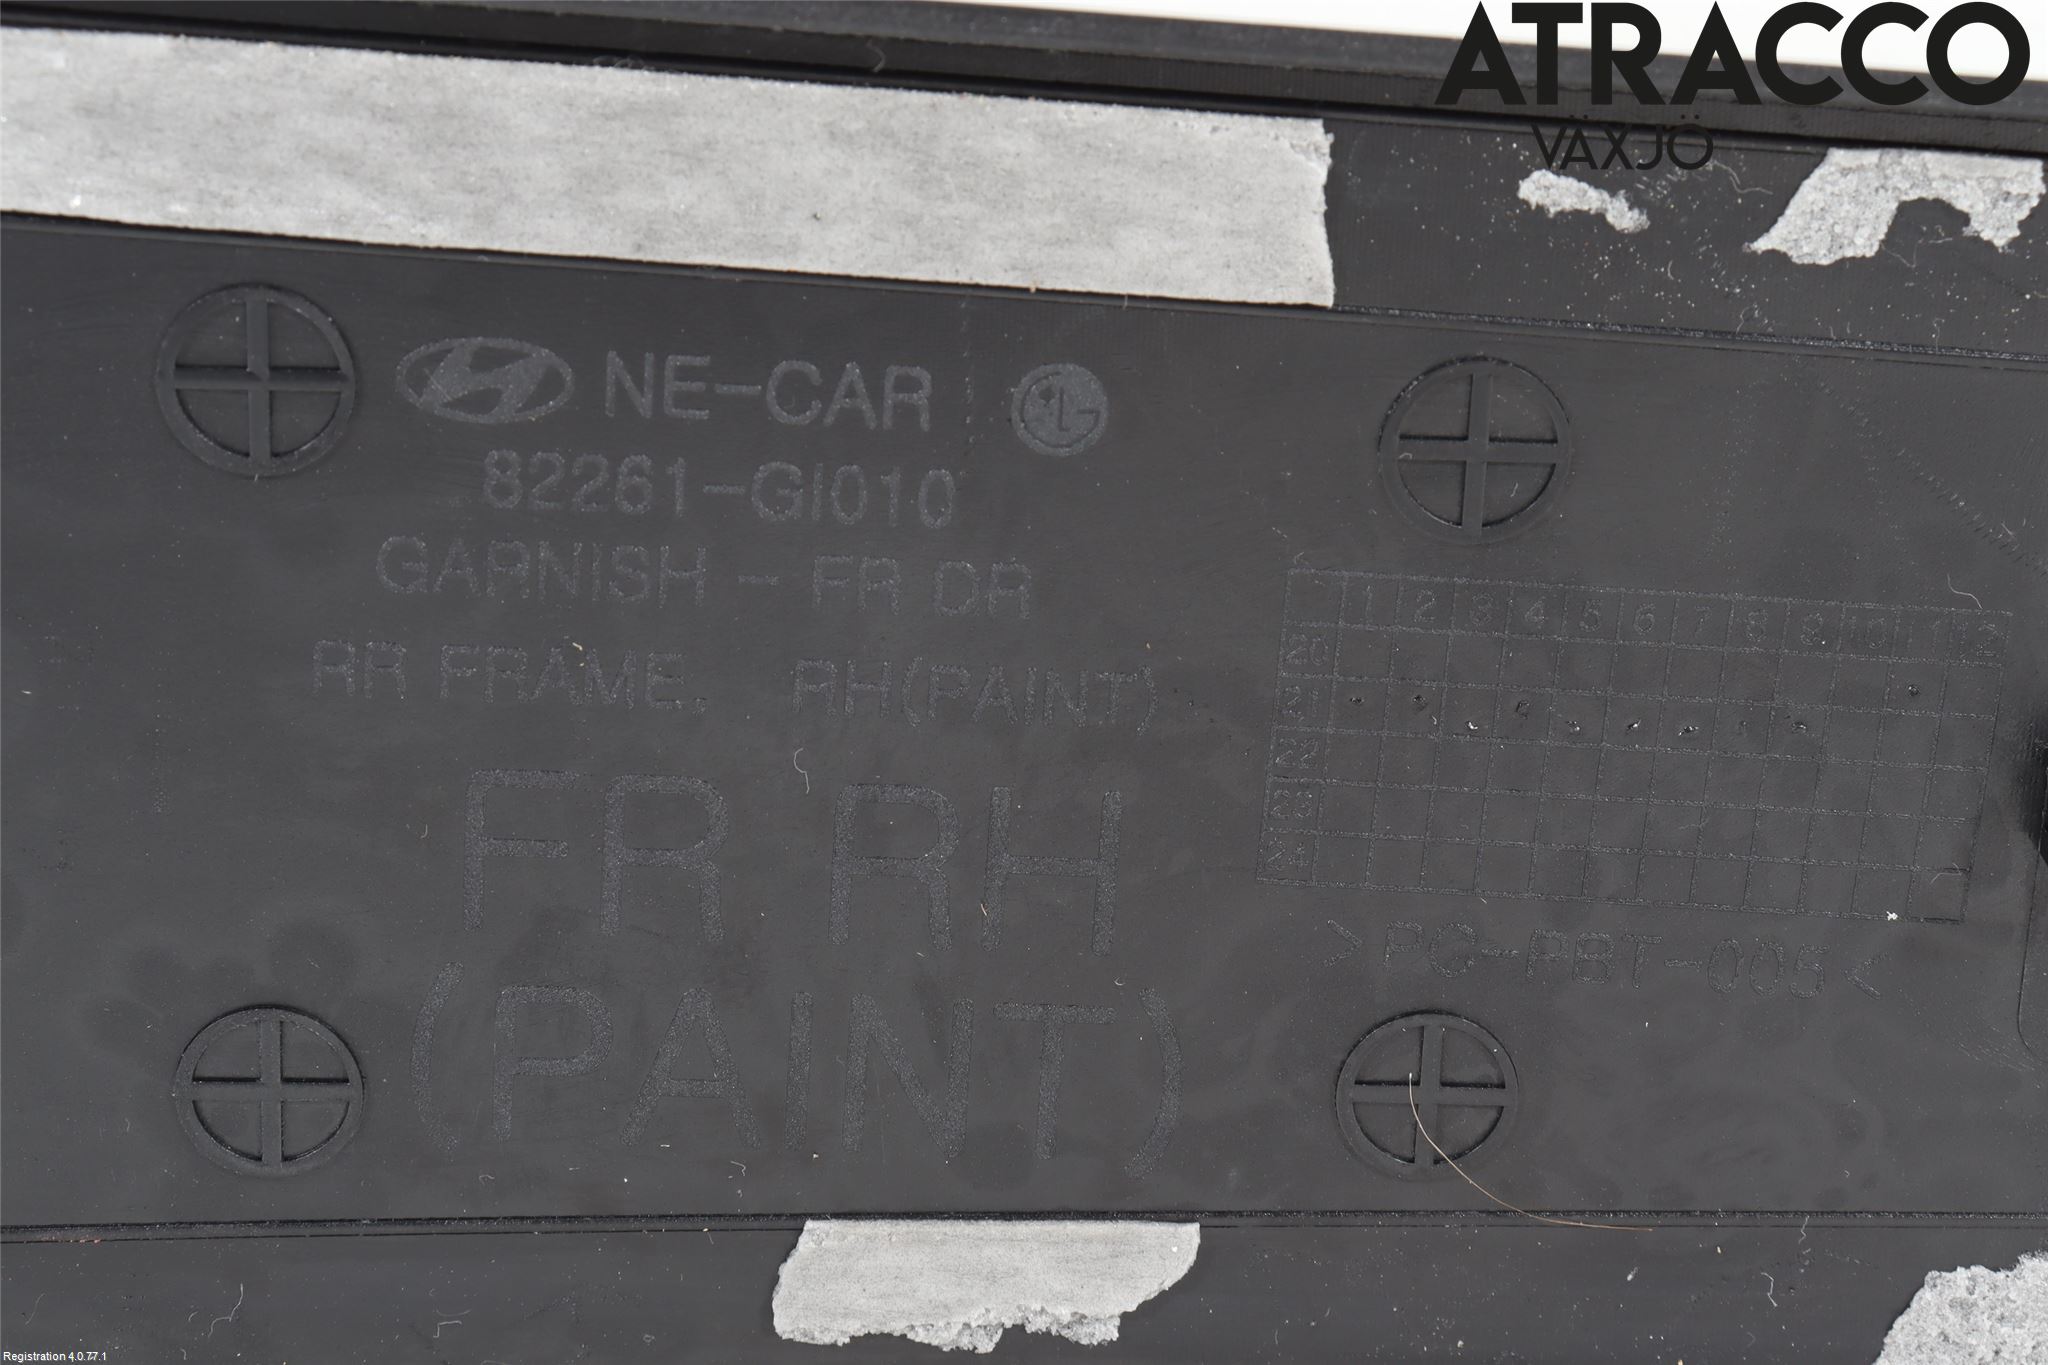 ATRACCO
VÄXJÖ
NE-CAR
LG
82261-GI010
GARNISH - FR DR
RR FRAME, RH(PAINT)
FR RH
(PAINT)
1 2 3 4 5 6 7 8 9 10 11 12
20
21
22
23
24
>PC-PBT-005<
Registration 4.0.77.1